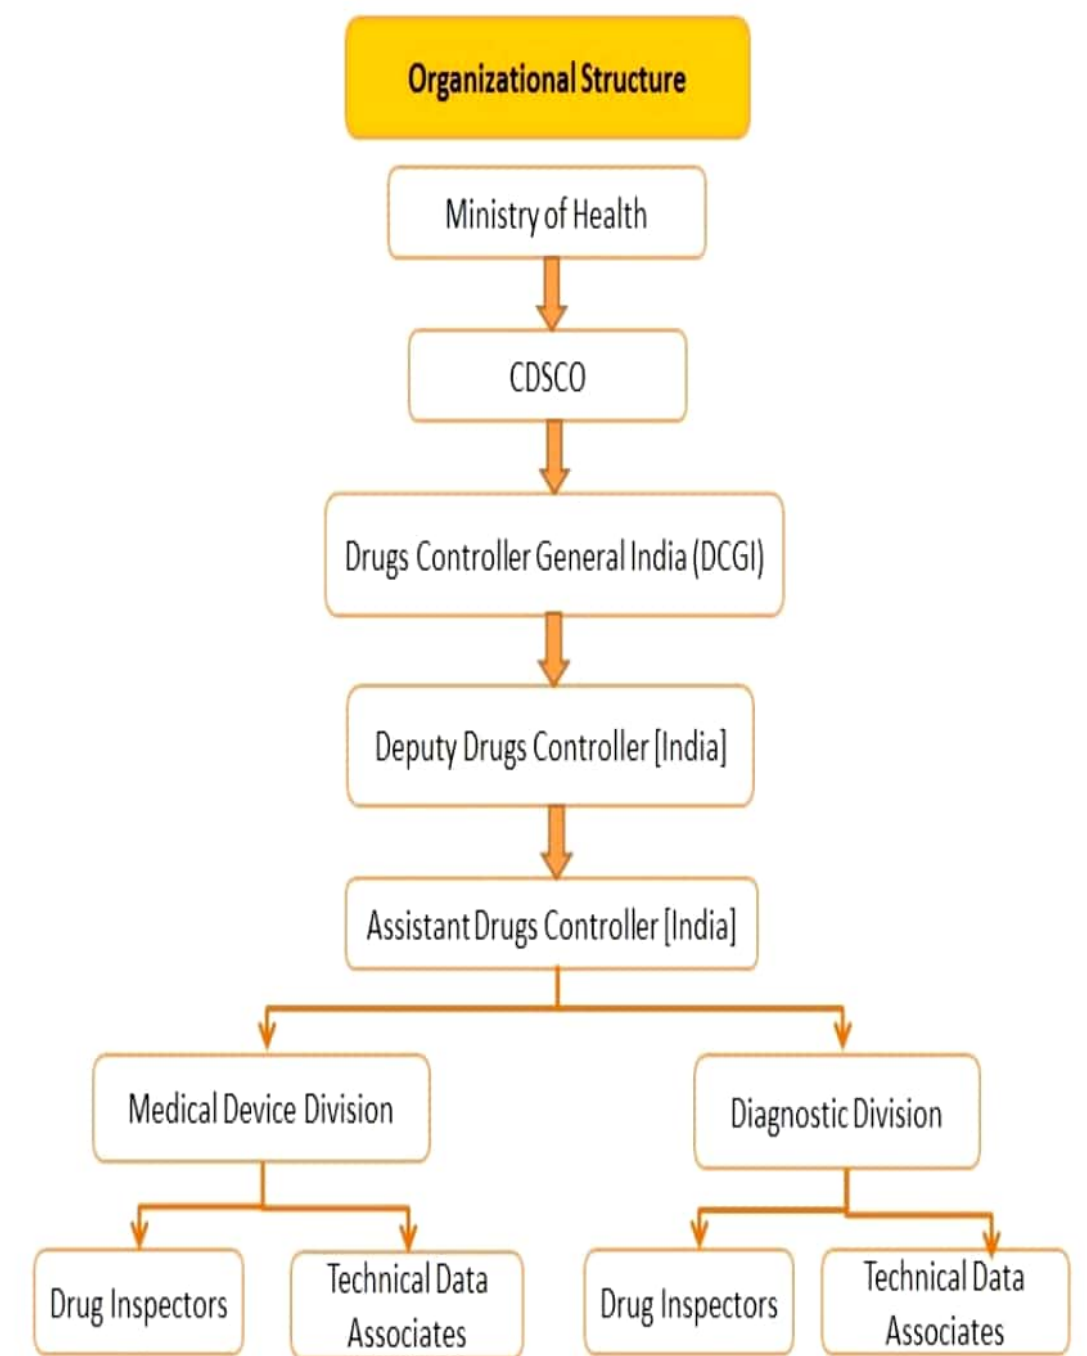 Organizational Structure
Ministry of Health
CDSCO
Drugs Controller General India (DCGI)
Deputy Drugs Controller [India]
Assistant Drugs Controller [India]
Medical Device Division
Diagnostic Division
Drug Inspectors
Technical Data
Associates
Drug Inspectors
Technical Data
Associates